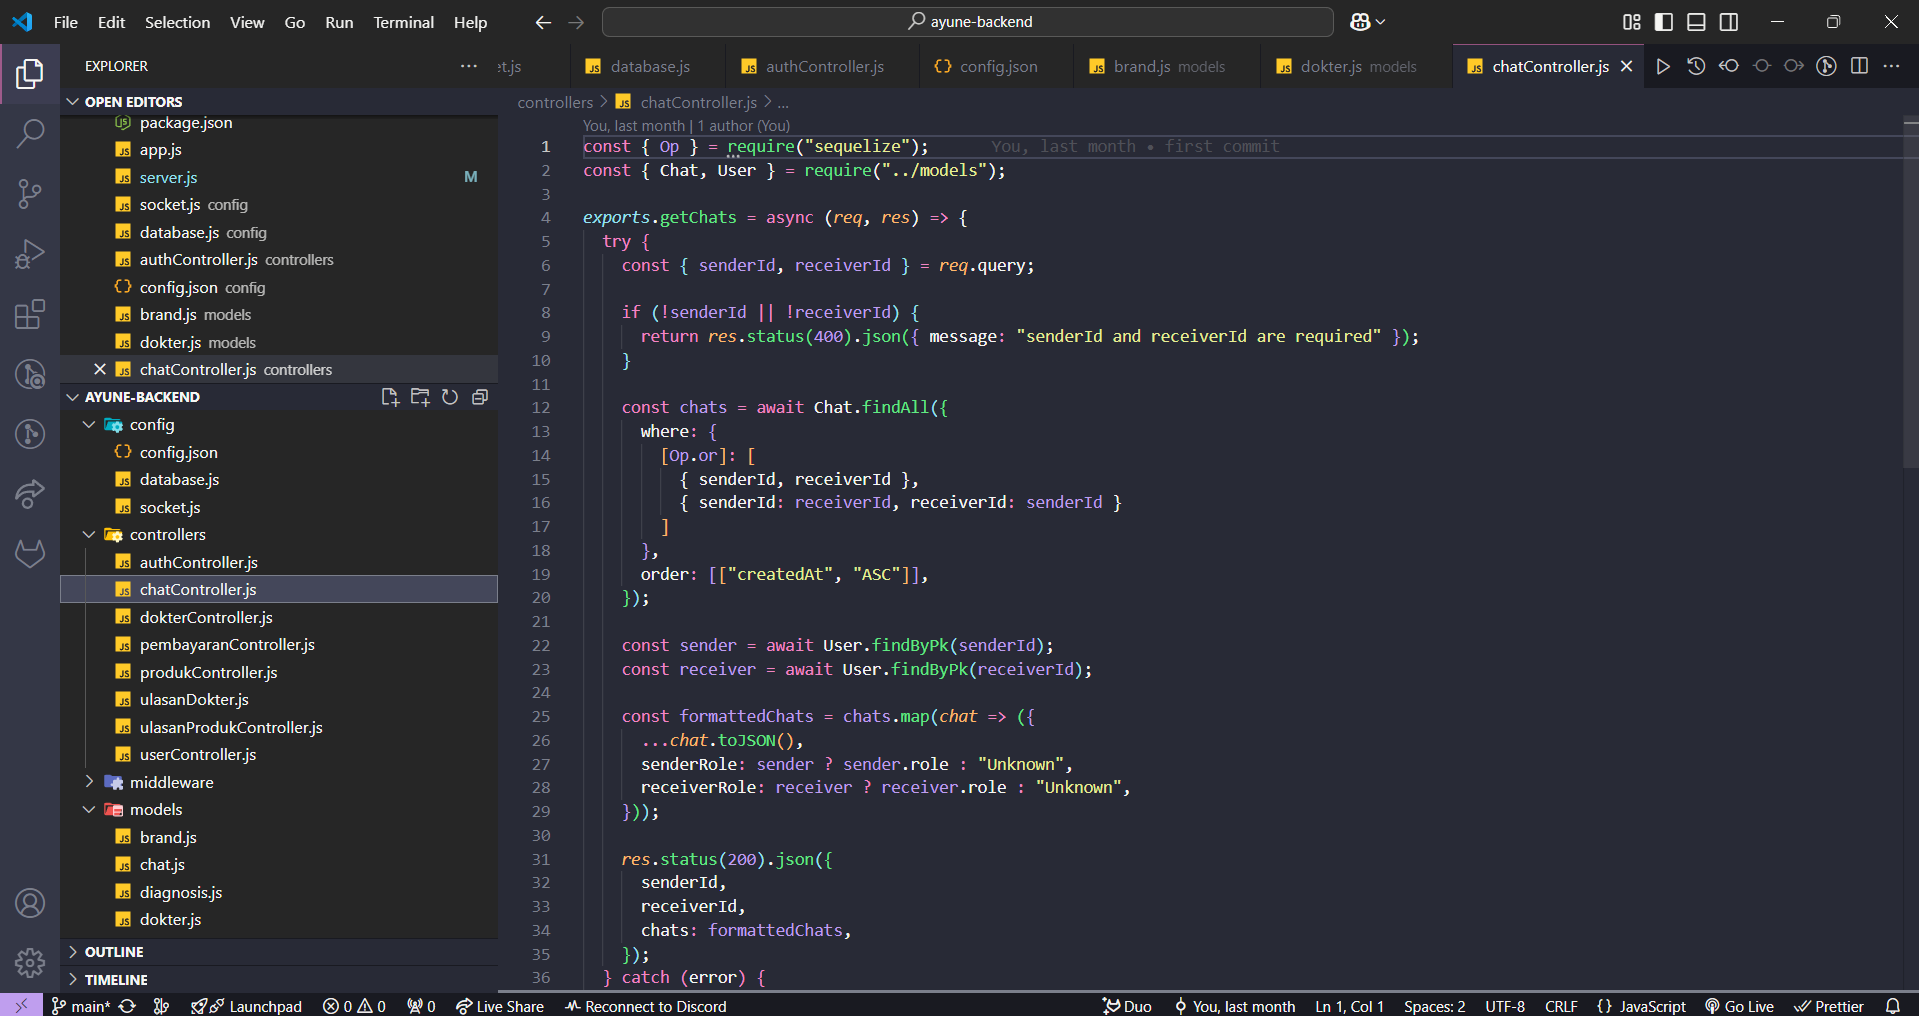 File Edit Selection View Go Run Terminal Help
ayune-backend
EXPLORER
et.js database.js authController.js config.json brand.js models dokter.js models chatController.js
OPEN EDITORS
package.json
app.js
server.js M
socket.js config
database.js config
authController.js controllers
config.json config
brand.js models
dokter.js models
chatController.js controllers
AYUNE-BACKEND
config
config.json
database.js
socket.js
controllers
authController.js
chatController.js
dokterController.js
pembayaranController.js
produkController.js
ulasanDokter.js
ulasanProdukController.js
userController.js
middleware
models
brand.js
chat.js
diagnosis.js
dokter.js
OUTLINE
TIMELINE
controllers > JS chatController.js > ...
You, last month | 1 author (You)
1 const { Op } = require("sequelize"); You, last month • first commit
2 const { Chat, User } = require("../models");
3
4 exports.getChats = async (req, res) => {
5 try {
6 const { senderId, receiverId } = req.query;
7
8 if (!senderId || !receiverId) {
9 return res.status(400).json({ message: "senderId and receiverId are required" });
10 }
11
12 const chats = await Chat.findAll({
13 where: {
14 [Op.or]: [
15 { senderId, receiverId },
16 { senderId: receiverId, receiverId: senderId }
17 ]
18 },
19 order: [["createdAt", "ASC"]],
20 });
21
22 const sender = await User.findByPk(senderId);
23 const receiver = await User.findByPk(receiverId);
24
25 const formattedChats = chats.map(chat => ({
26 ...chat.toJSON(),
27 senderRole: sender ? sender.role : "Unknown",
28 receiverRole: receiver ? receiver.role : "Unknown",
29 }));
30
31 res.status(200).json({
32 senderId,
33 receiverId,
34 chats: formattedChats,
35 });
36 } catch (error) {
main* Launchpad 0 0 0 Live Share Reconnect to Discord Duo You, last month Ln 1, Col 1 Spaces: 2 UTF-8 CRLF {} JavaScript Go Live Prettier